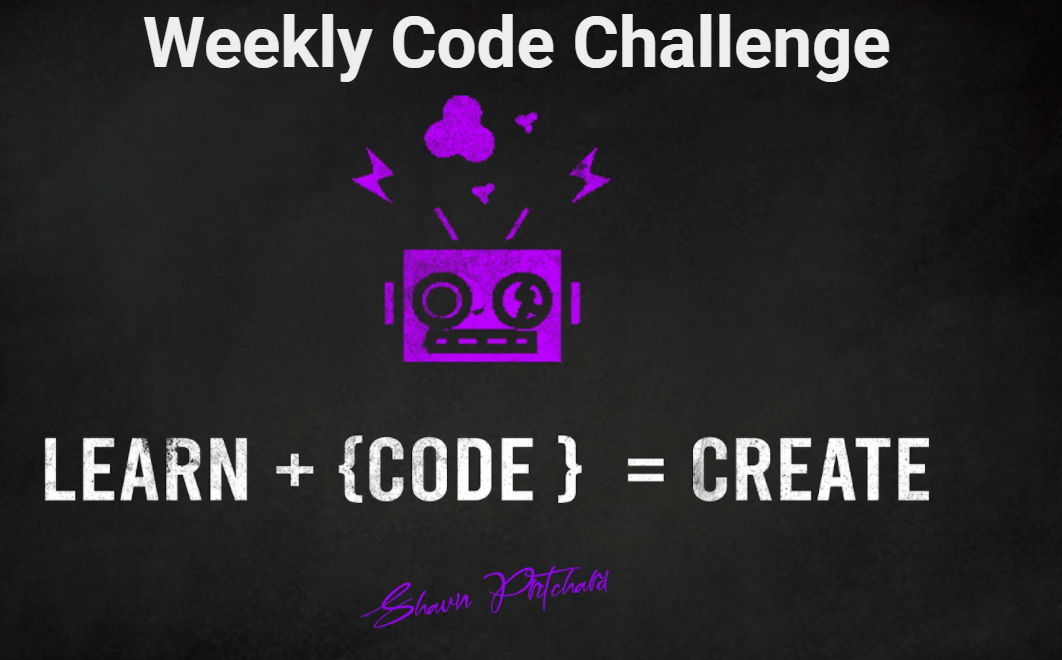 Weekly Code Challenge
LEARN + {CODE } = CREATE
Shawn Pritchard